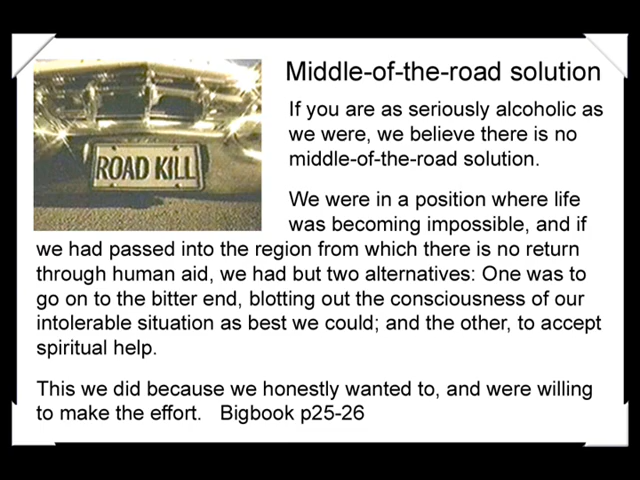 Middle-of-the-road solution
ROAD KILL
If you are as seriously alcoholic as
we were, we believe there is no
middle-of-the-road solution.
We were in a position where life
was becoming impossible, and if
we had passed into the region from which there is no return
through human aid, we had but two alternatives: One was to
go on to the bitter end, blotting out the consciousness of our
intolerable situation as best we could; and the other, to accept
spiritual help.
This we did because we honestly wanted to, and were willing
to make the effort.   Bigbook p25-26